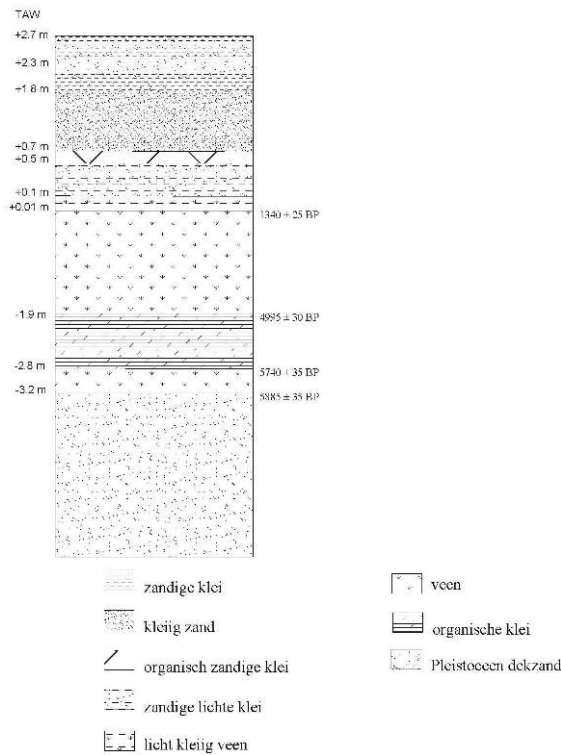 TAW
+2.7 m
+2.3 m
+1.8 m
+0.7 m
+0.5 m
+0.1 m
+0.01 m
1340 ± 25 BP
-1.9 m
4995 ± 30 BP
-2.8 m
5740 ± 35 BP
-3.2 m
5885 ± 35 BP
zandige klei
kleiig zand
organisch zandige klei
zandige lichte klei
licht kleiig veen
veen
organische klei
Pleistoceen dekzand